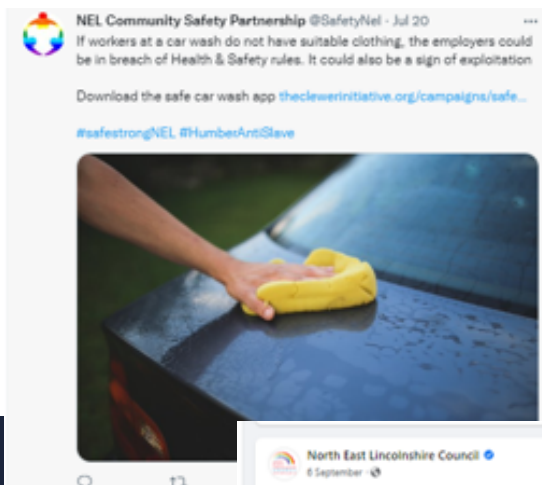 NEL Community Safety Partnership @SafetyNel · Jul 20
If workers at a car wash do not have suitable clothing, the employers could
be in breach of Health & Safety rules. It could also be a sign of exploitation
Download the safe car wash app theclewerinitiative.org/campaigns/safe...
#safestrongNEL #HumberAntiSlave
North East Lincolnshire Council
6 September ·